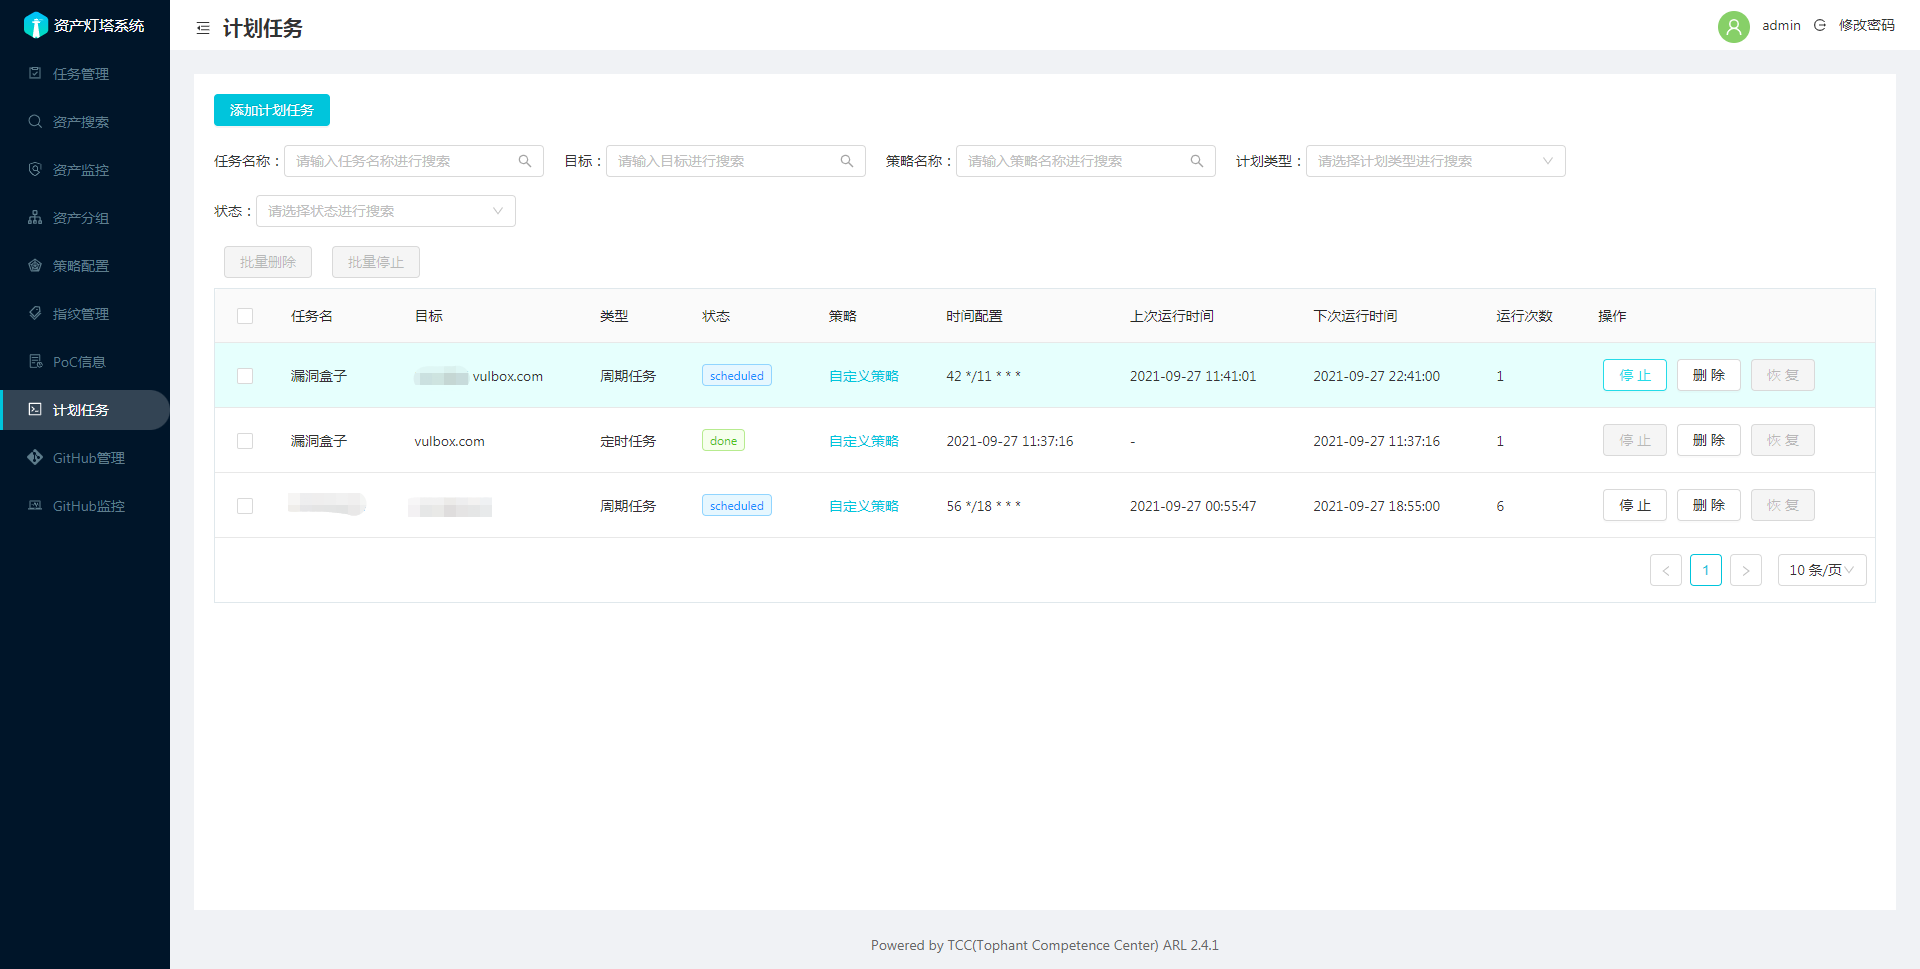 资产灯塔系统
计划任务
admin 修改密码
任务管理
资产搜索
资产监控
资产分组
策略配置
指纹管理
PoC信息
计划任务
GitHub管理
GitHub监控
添加计划任务
任务名称： 请输入任务名称进行搜索 目标： 请输入目标进行搜索 策略名称： 请输入策略名称进行搜索 计划类型： 请选择计划类型进行搜索
状态： 请选择状态进行搜索
批量删除 批量停止
任务名 目标 类型 状态 策略 时间配置 上次运行时间 下次运行时间 运行次数 操作
漏洞盒子 vulbox.com 周期任务 scheduled 自定义策略 42 */11 * * * 2021-09-27 11:41:01 2021-09-27 22:41:00 1 停止 删除 恢复
漏洞盒子 vulbox.com 定时任务 done 自定义策略 2021-09-27 11:37:16 - 2021-09-27 11:37:16 1 停止 删除 恢复
周期任务 scheduled 自定义策略 56 */18 * * * 2021-09-27 00:55:47 2021-09-27 18:55:00 6 停止 删除 恢复
< 1 > 10 条/页
Powered by TCC(Tophant Competence Center) ARL 2.4.1